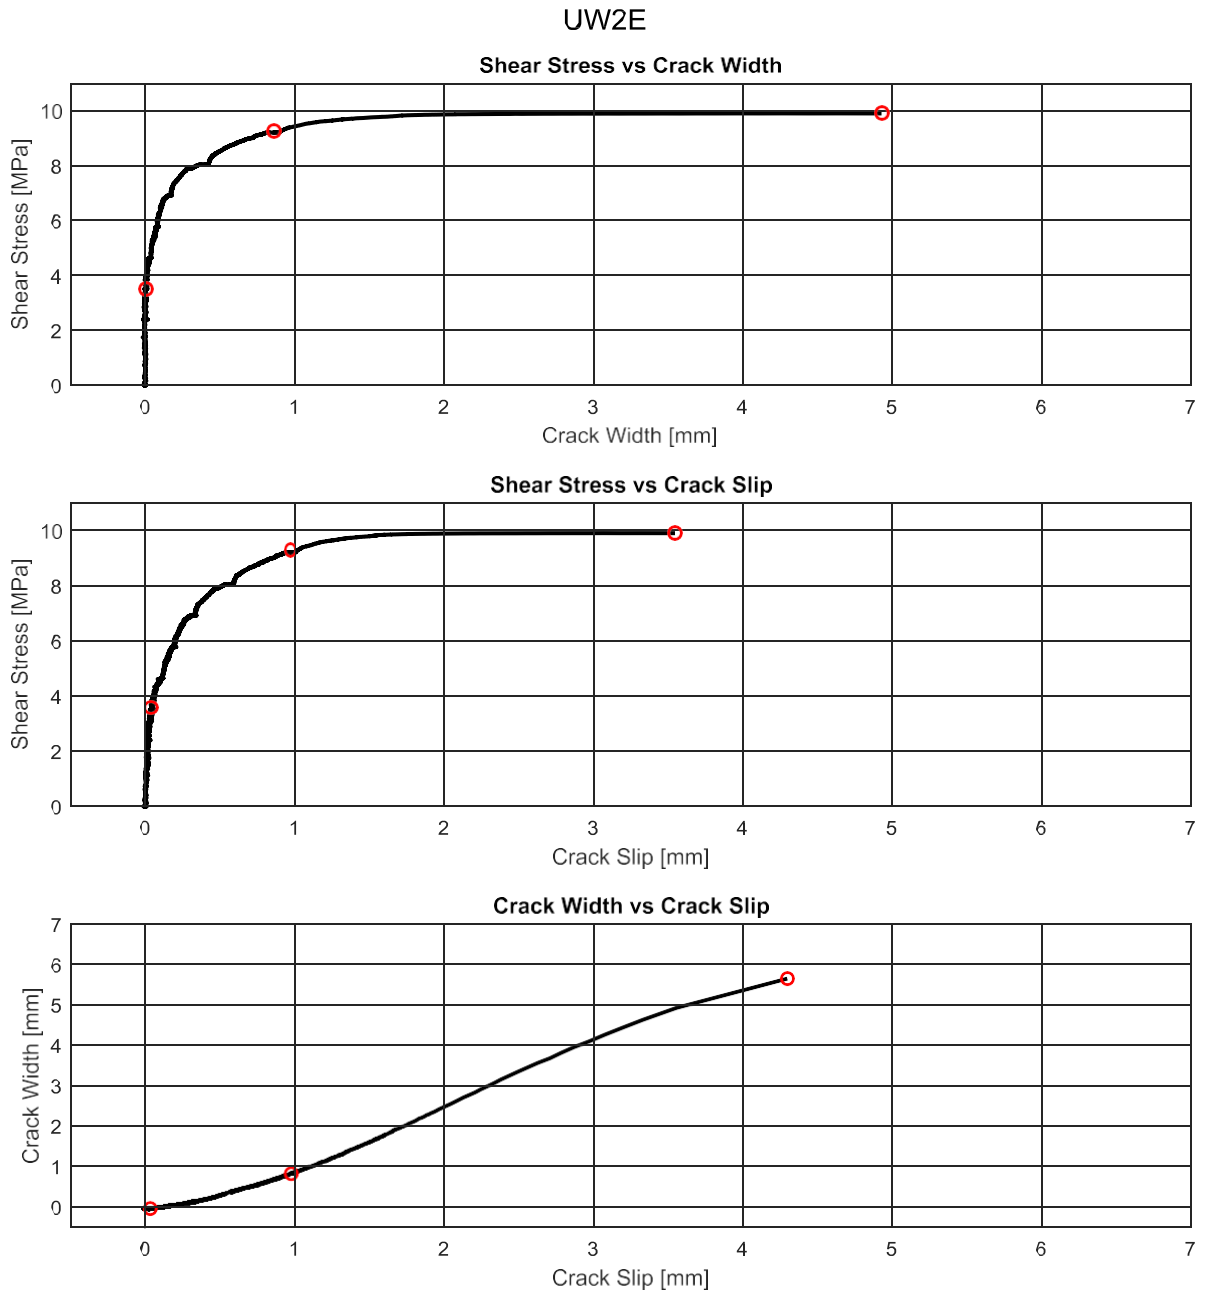 UW2E
Shear Stress vs Crack Width
10
8
6
4
2
0
Shear Stress [MPa]
0 1 2 3 4 5 6 7
Crack Width [mm]
Shear Stress vs Crack Slip
10
8
6
4
2
0
Shear Stress [MPa]
0 1 2 3 4 5 6 7
Crack Slip [mm]
Crack Width vs Crack Slip
7
6
5
4
3
2
1
0
Crack Width [mm]
0 1 2 3 4 5 6 7
Crack Slip [mm]